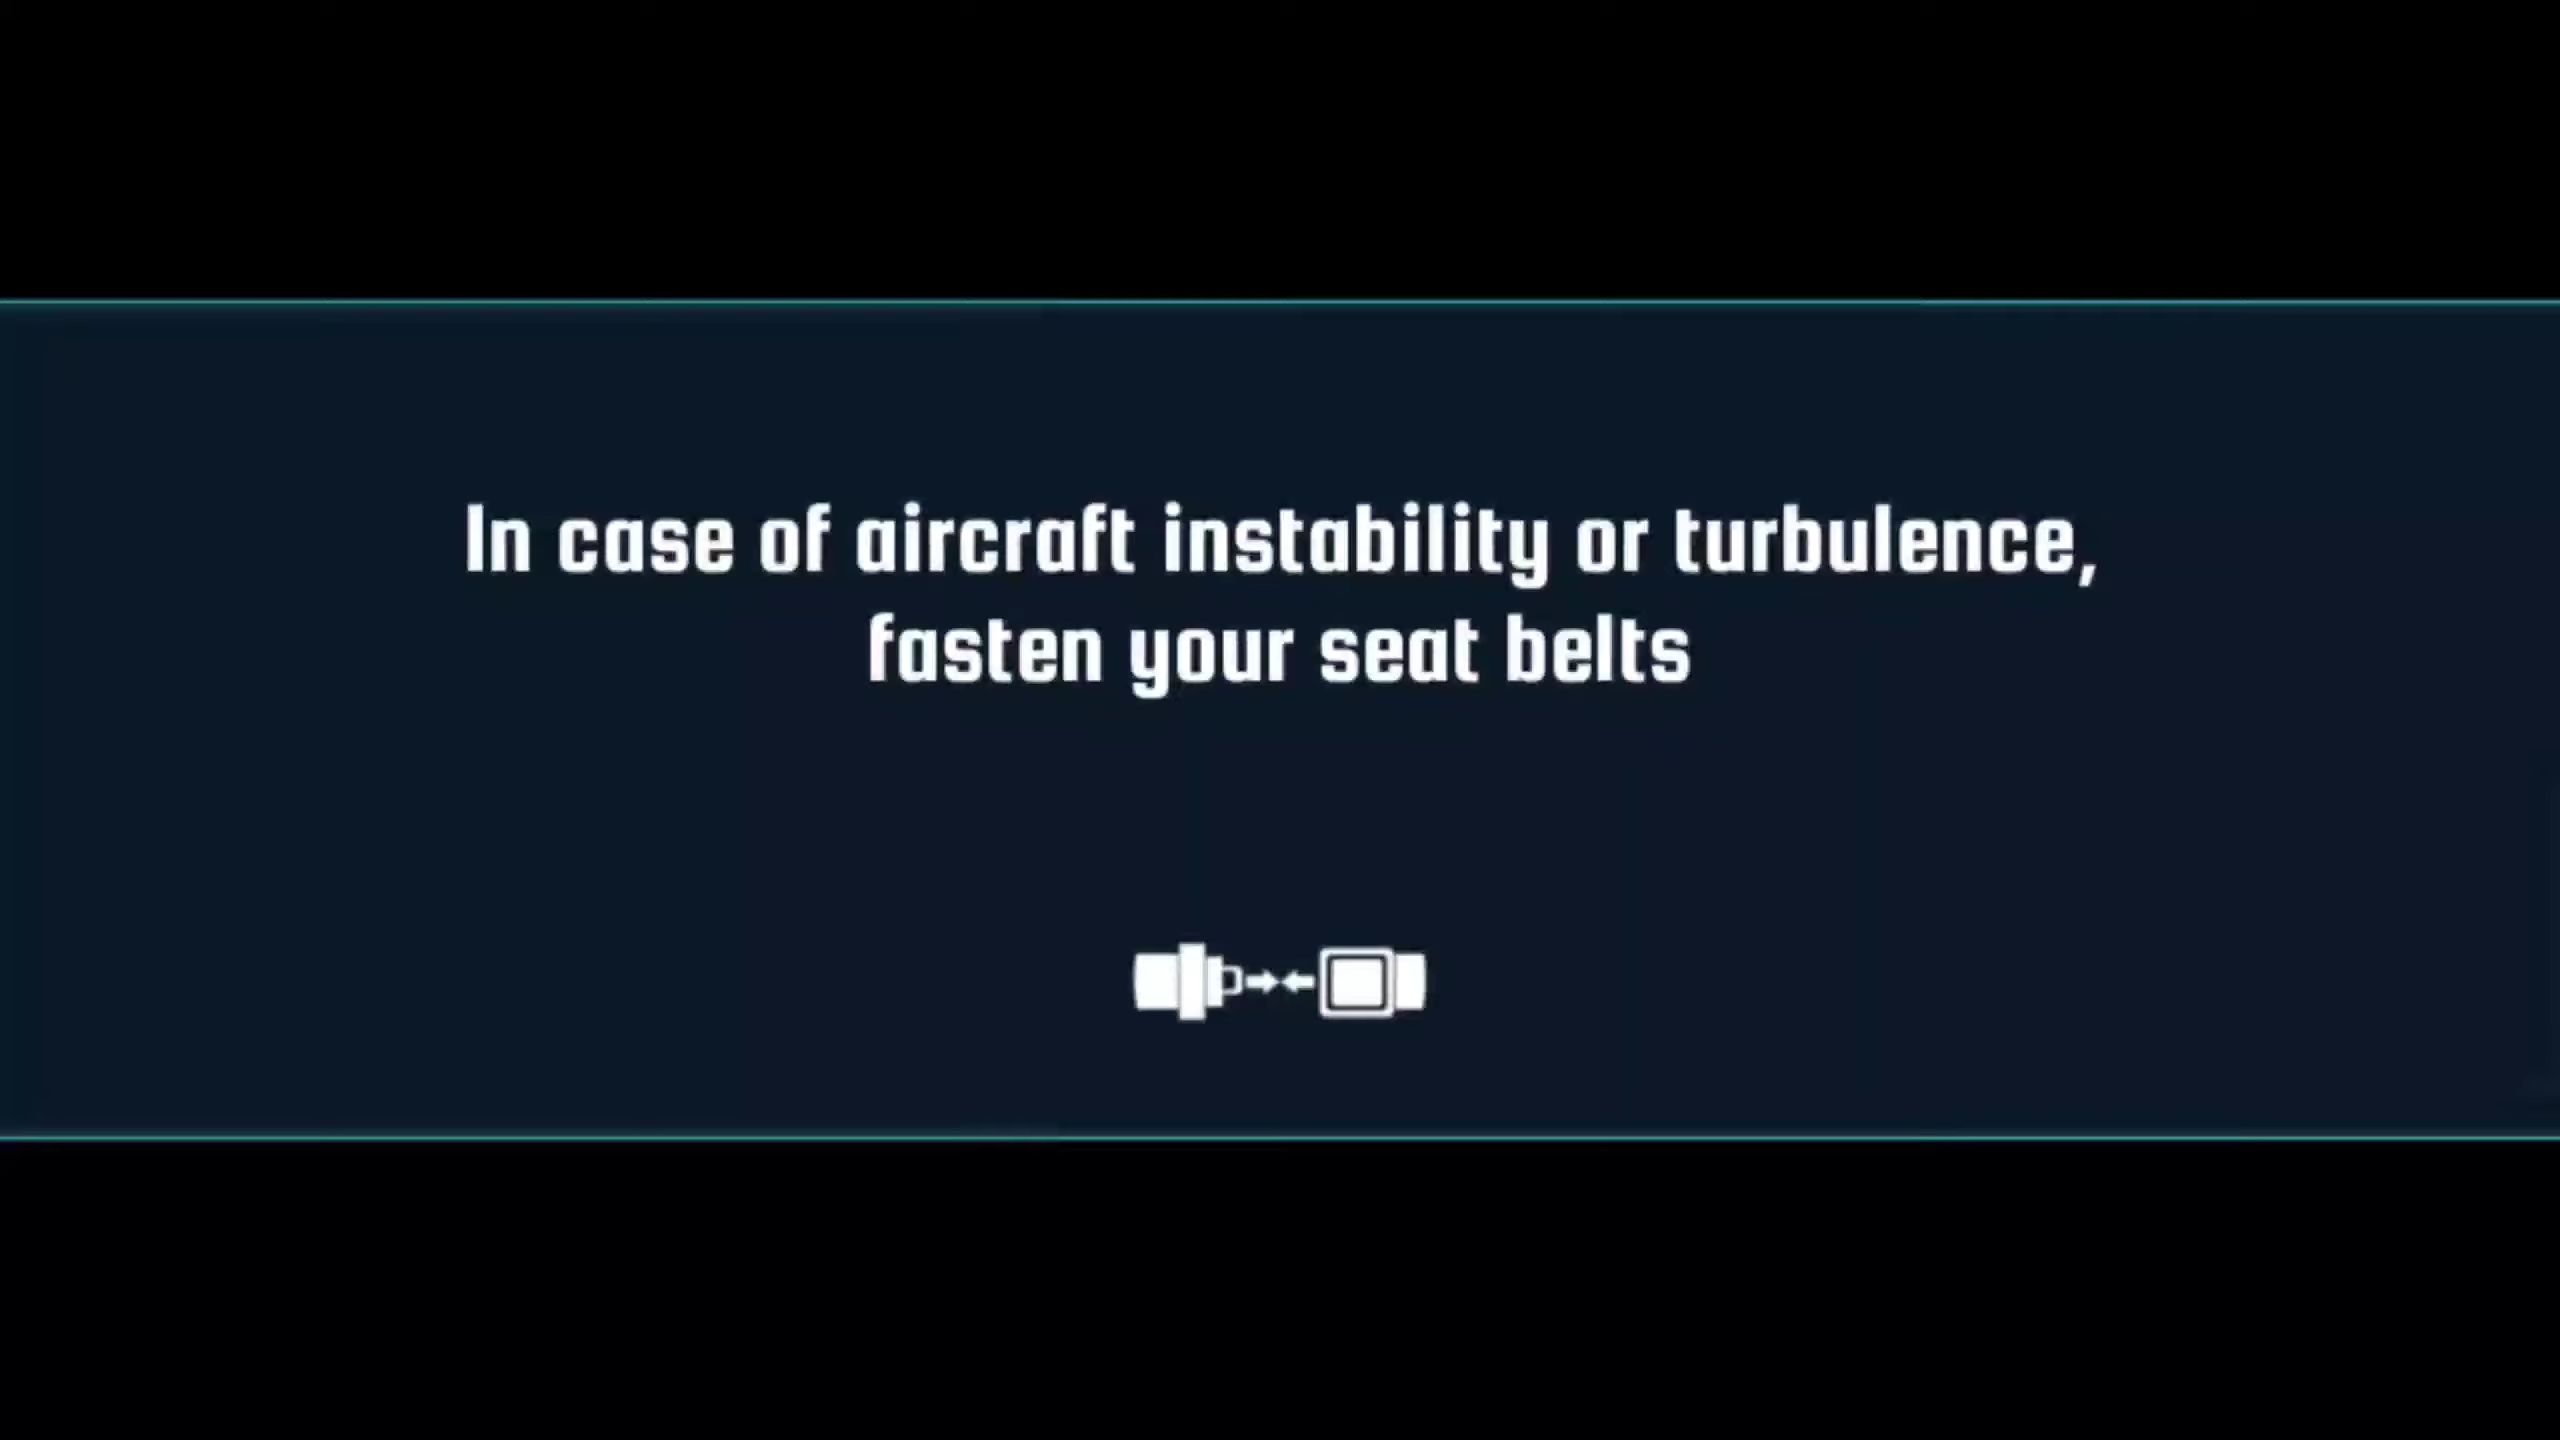 In case of aircraft instability or turbulence,
fasten your seat belts